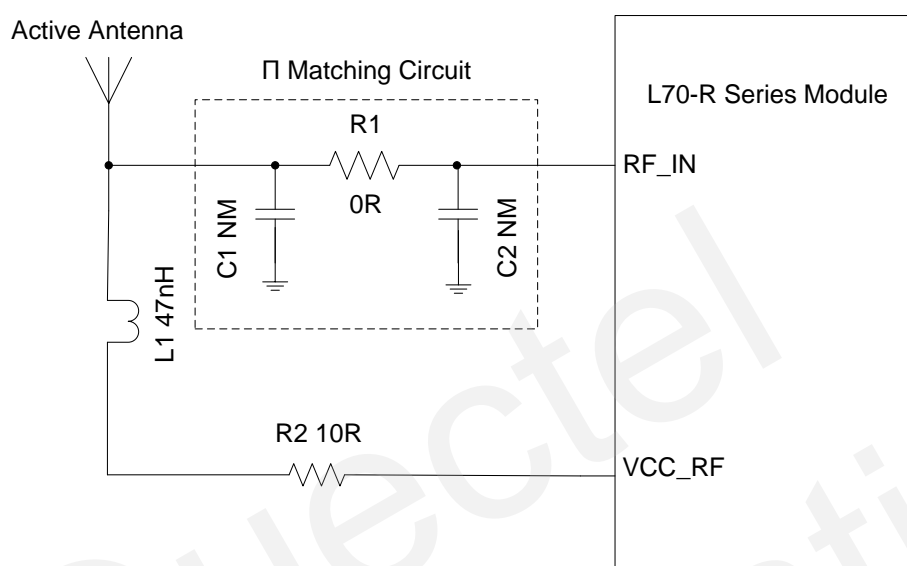 Active Antenna
Π Matching Circuit
L70-R Series Module
R1
RF_IN
0R
C1 NM
C2 NM
L1 47nH
R2 10R
VCC_RF
Quectel